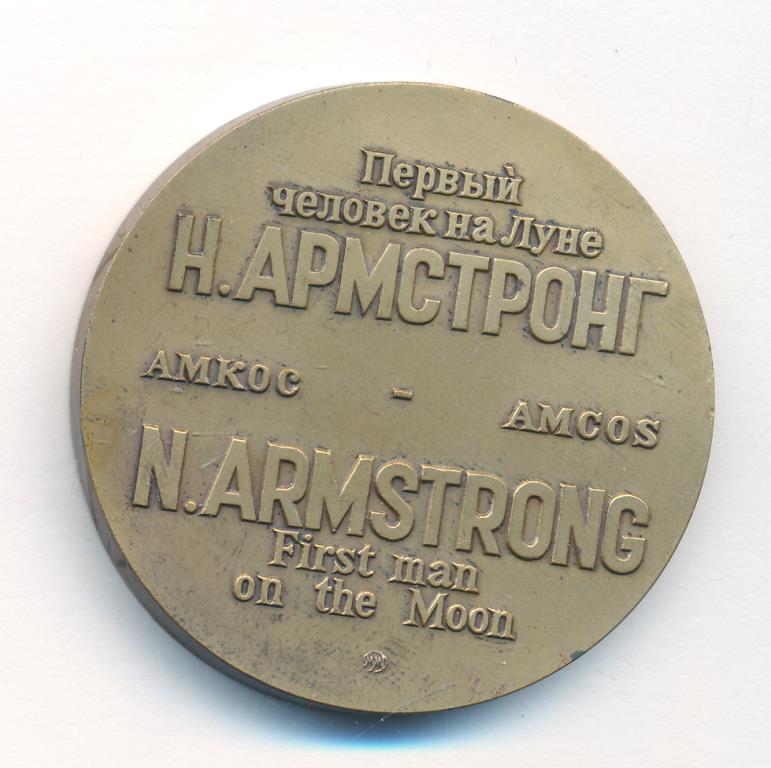 Первый
человек на Луне
Н.АРМСТРОНГ
АМКОС - AMCOS
N.ARMSTRONG
First man
on the Moon